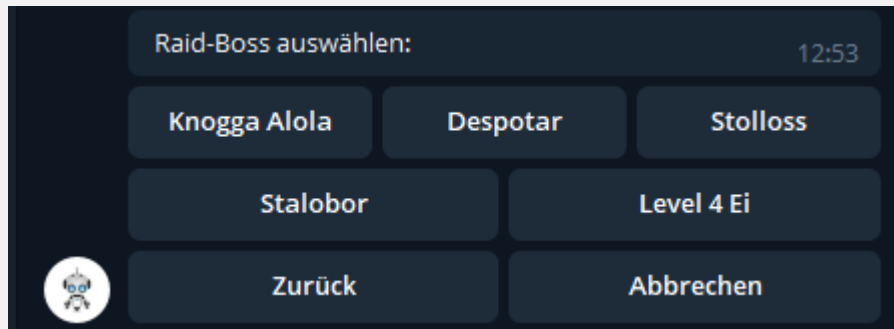 Raid-Boss auswählen:
12:53
Knogga Alola Despotar Stolloss
Stalobor Level 4 Ei
Zurück Abbrechen